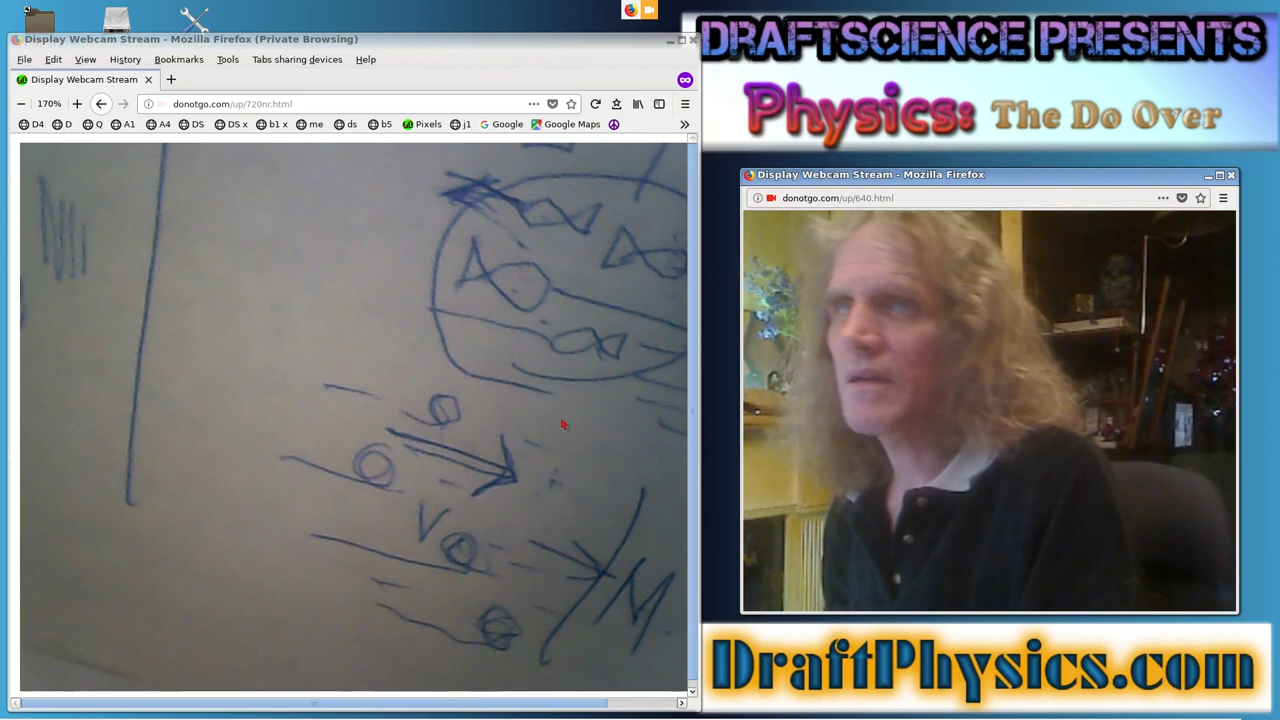 Display Webcam Stream - Mozilla Firefox (Private Browsing)
File Edit View History Bookmarks Tools Tabs sharing devices Help
Display Webcam Stream
170%
donotgo.com/up/720nr.html
D4 D Q A1 A4 DS DS x b1 x me ds b5 Pixels j1 Google Google Maps
V
M
DRAFTSCIENCE PRESENTS
Physics: The Do Over
Display Webcam Stream - Mozilla Firefox
donotgo.com/up/640.html
DraftPhysics.com